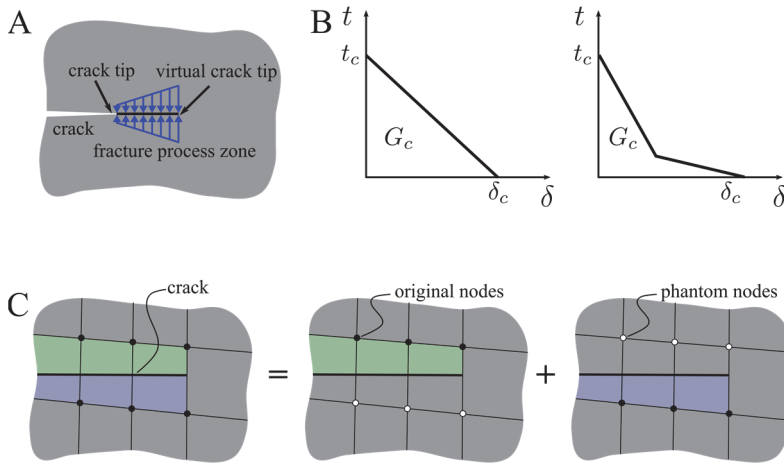 A
crack tip
virtual crack tip
crack
fracture process zone
B
t
t_c
G_c
δ_c
δ
t
t_c
G_c
δ_c
δ
C
crack
original nodes
phantom nodes
=
+